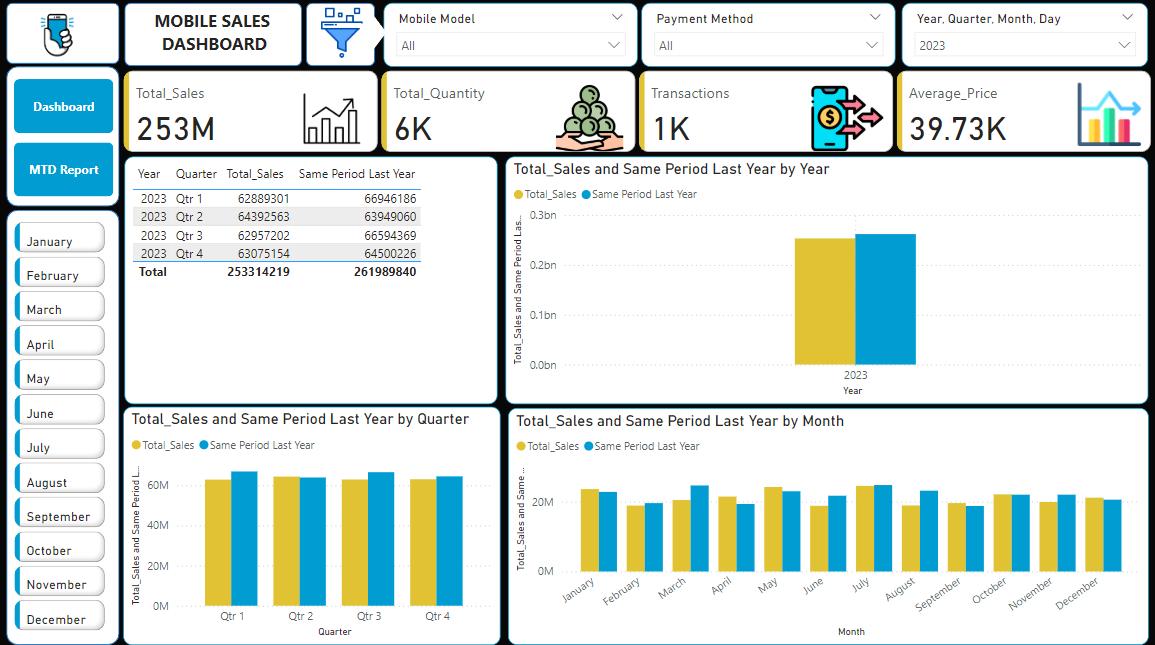 MOBILE SALES
DASHBOARD
Mobile Model
All
Payment Method
All
Year, Quarter, Month, Day
2023
Dashboard
MTD Report
Total_Sales
253M
Total_Quantity
6K
Transactions
$
1K
Average_Price
39.73K
January
February
March
April
May
June
July
August
September
October
November
December
Year Quarter Total_Sales Same Period Last Year
2023 Qtr 1 62889301 66946186
2023 Qtr 2 64392563 63949060
2023 Qtr 3 62957202 66594369
2023 Qtr 4 63075154 64500226
Total 253314219 261989840
Total_Sales and Same Period Last Year by Year
Total_Sales Same Period Last Year
Total_Sales and Same Period Las...
0.3bn
0.2bn
0.1bn
0.0bn
2023
Year
Total_Sales and Same Period Last Year by Quarter
Total_Sales Same Period Last Year
Total_Sales and Same Period L...
60M
40M
20M
0M
Qtr 1 Qtr 2 Qtr 3 Qtr 4
Quarter
Total_Sales and Same Period Last Year by Month
Total_Sales Same Period Last Year
Total_Sales and Same ...
20M
0M
January February March April May June July August September October November December
Month